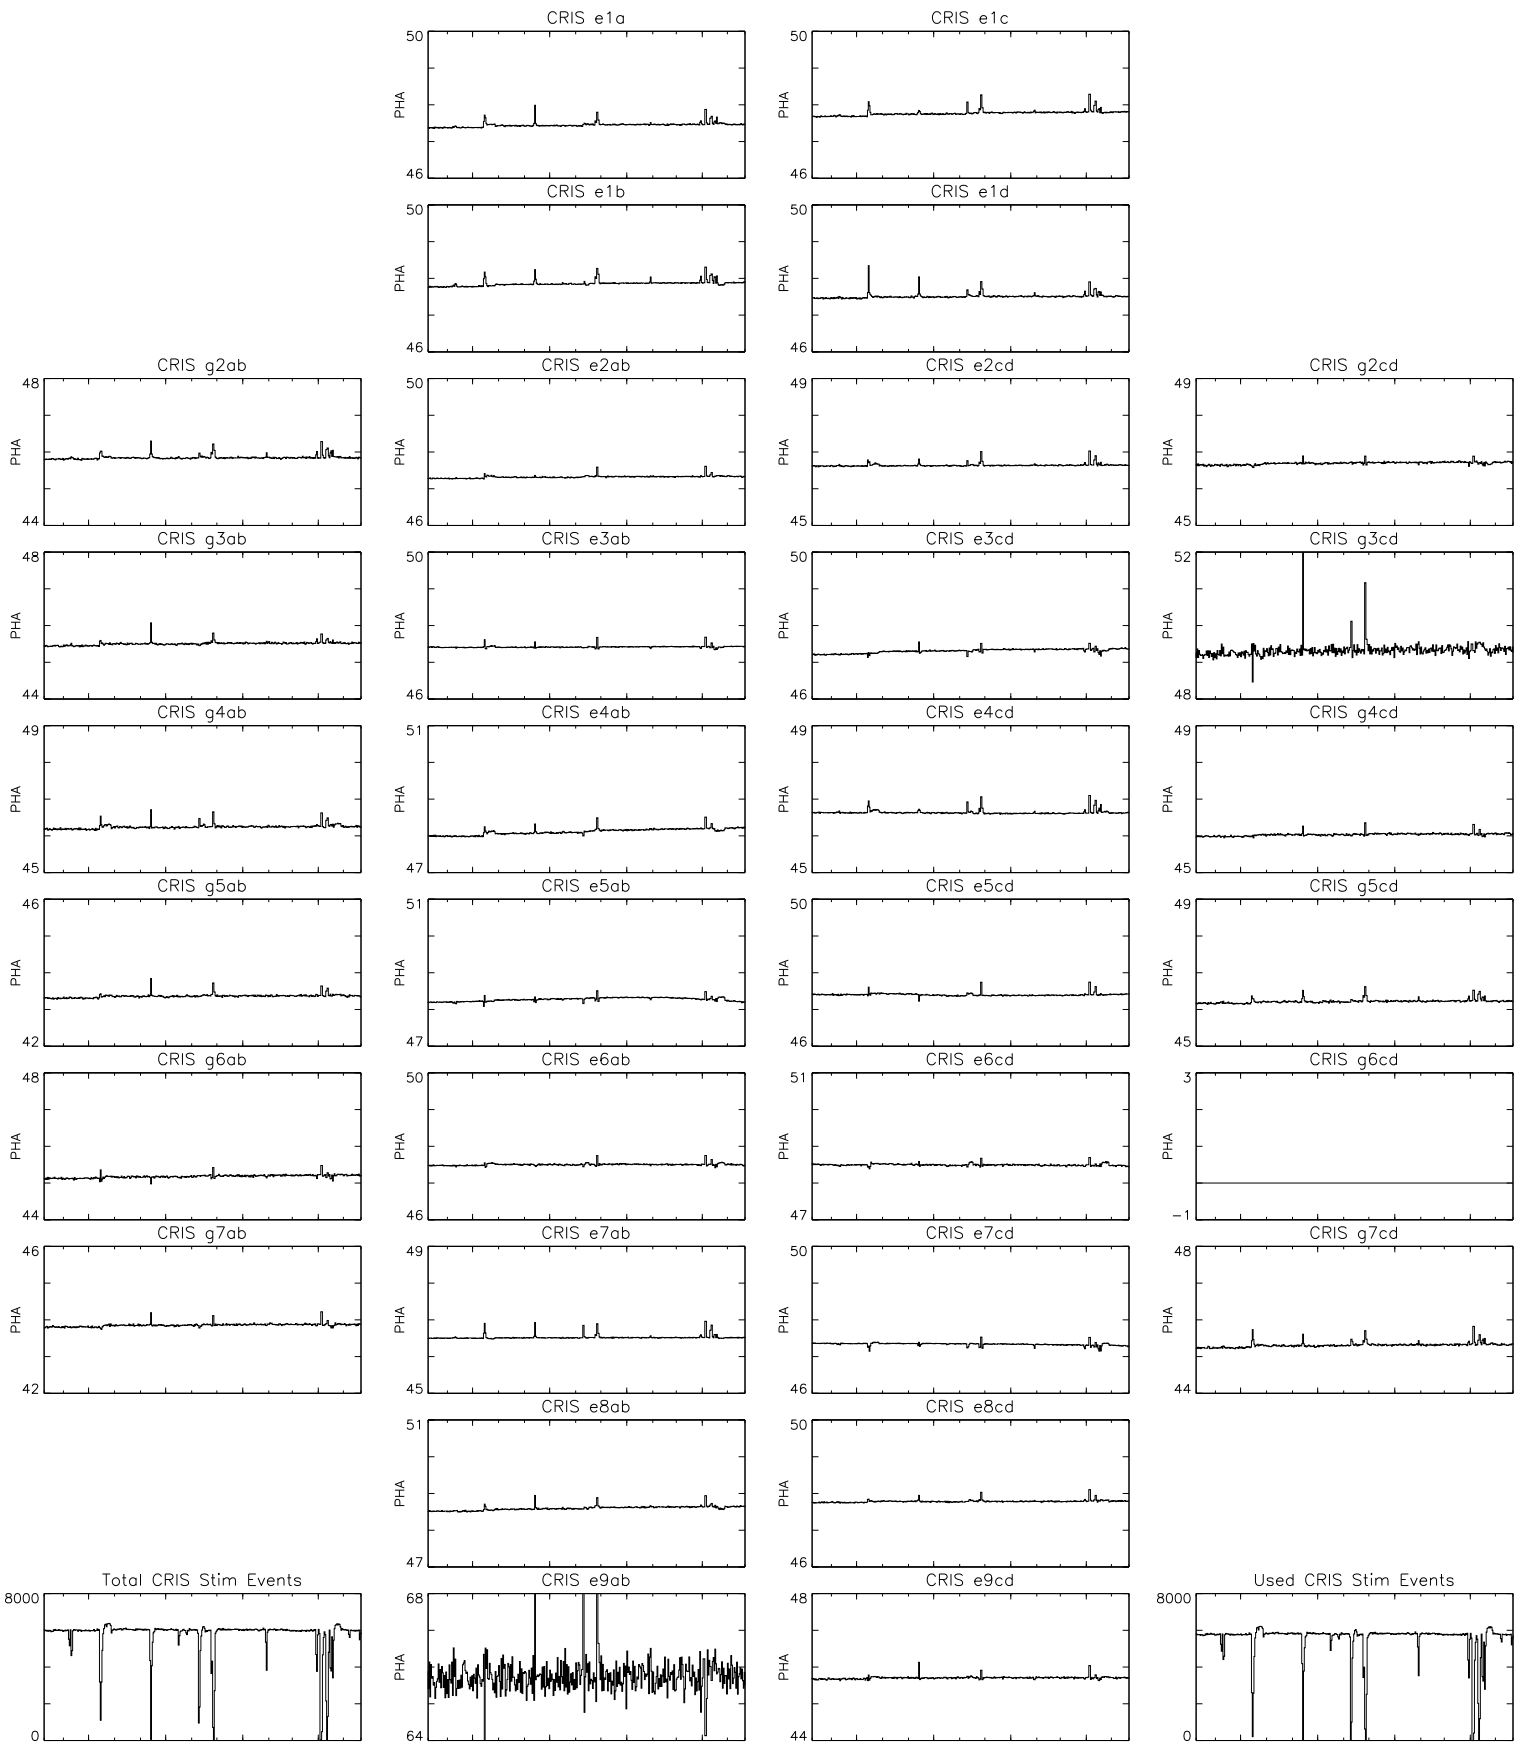 CRIS e1a
50
PHA
46
CRIS e1c
50
PHA
46
CRIS e1b
50
PHA
46
CRIS e1d
50
PHA
46
CRIS g2ab
48
PHA
44
CRIS e2ab
50
PHA
46
CRIS e2cd
49
PHA
45
CRIS g2cd
49
PHA
45
CRIS g3ab
48
PHA
44
CRIS e3ab
50
PHA
46
CRIS e3cd
50
PHA
46
CRIS g3cd
52
PHA
48
CRIS g4ab
49
PHA
45
CRIS e4ab
51
PHA
47
CRIS e4cd
49
PHA
45
CRIS g4cd
49
PHA
45
CRIS g5ab
46
PHA
42
CRIS e5ab
51
PHA
47
CRIS e5cd
50
PHA
46
CRIS g5cd
49
PHA
45
CRIS g6ab
48
PHA
44
CRIS e6ab
50
PHA
46
CRIS e6cd
51
PHA
47
CRIS g6cd
3
PHA
-1
CRIS g7ab
46
PHA
42
CRIS e7ab
49
PHA
45
CRIS e7cd
50
PHA
46
CRIS g7cd
48
PHA
44
CRIS e8ab
51
PHA
47
CRIS e8cd
50
PHA
46
Total CRIS Stim Events
8000
0
CRIS e9ab
68
PHA
64
CRIS e9cd
48
PHA
44
Used CRIS Stim Events
8000
0